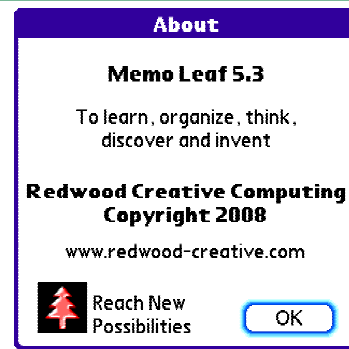 About
Memo Leaf 5.3
To learn, organize, think,
discover and invent
Redwood Creative Computing
Copyright 2008
www.redwood-creative.com
Reach New
Possibilities
OK